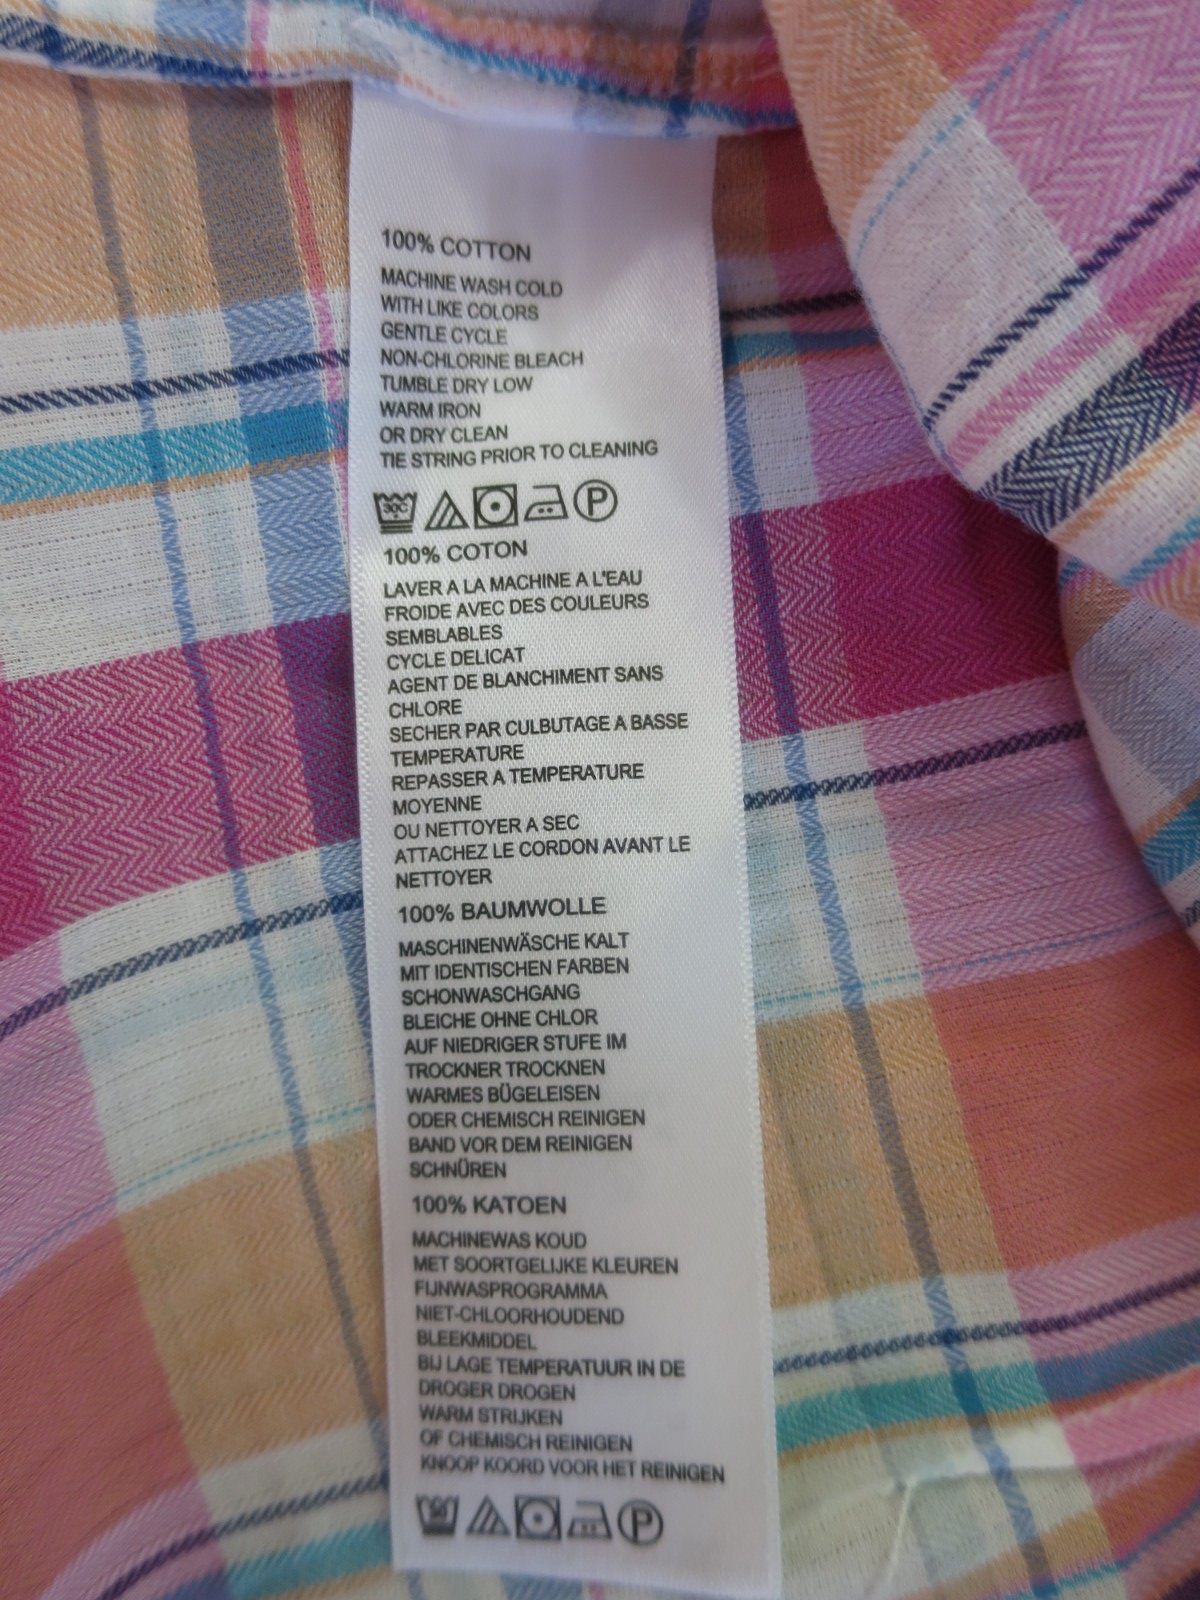 100% COTTON
MACHINE WASH COLD
WITH LIKE COLORS
GENTLE CYCLE
NON-CHLORINE BLEACH
TUMBLE DRY LOW
WARM IRON
OR DRY CLEAN
TIE STRING PRIOR TO CLEANING
30C P
100% COTON
LAVER A LA MACHINE A L'EAU
FROIDE AVEC DES COULEURS
SEMBLABLES
CYCLE DELICAT
AGENT DE BLANCHIMENT SANS
CHLORE
SECHER PAR CULBUTAGE A BASSE
TEMPERATURE
REPASSER A TEMPERATURE
MOYENNE
OU NETTOYER A SEC
ATTACHEZ LE CORDON AVANT LE
NETTOYER
100% BAUMWOLLE
MASCHINENWÄSCHE KALT
MIT IDENTISCHEN FARBEN
SCHONWASCHGANG
BLEICHE OHNE CHLOR
AUF NIEDRIGER STUFE IM
TROCKNER TROCKNEN
WARMES BÜGELEISEN
ODER CHEMISCH REINIGEN
BAND VOR DEM REINIGEN
SCHNÜREN
100% KATOEN
MACHINEWAS KOUD
MET SOORTGELIJKE KLEUREN
FIJNWASPROGRAMMA
NIET-CHLOORHOUDEND
BLEEKMIDDEL
BIJ LAGE TEMPERATUUR IN DE
DROGER DROGEN
WARM STRIJKEN
OF CHEMISCH REINIGEN
KNOOP KOORD VOOR HET REINIGEN
30 P